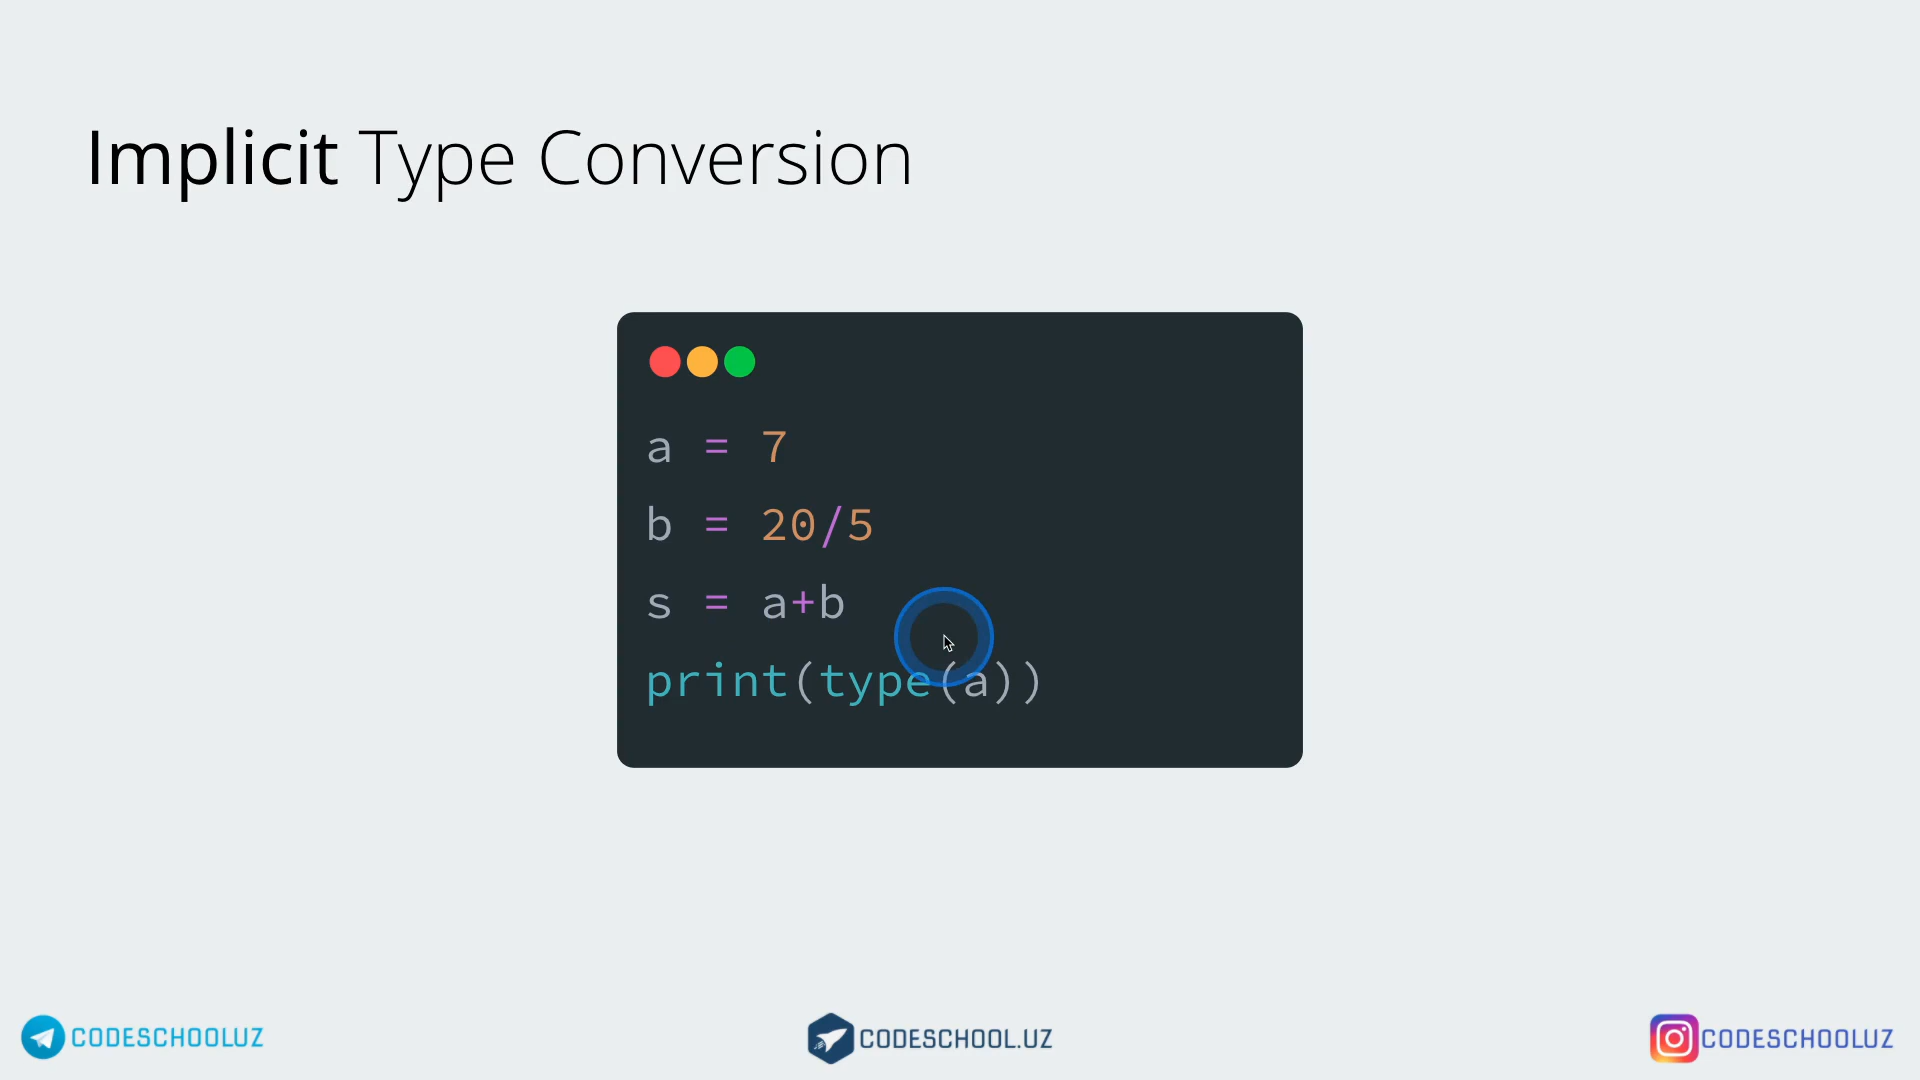 Implicit Type Conversion
a = 7
b = 20/5
s = a+b
print(type(a))
CODESCHOOLUZ
CODESCHOOL.UZ
CODESCHOOLUZ